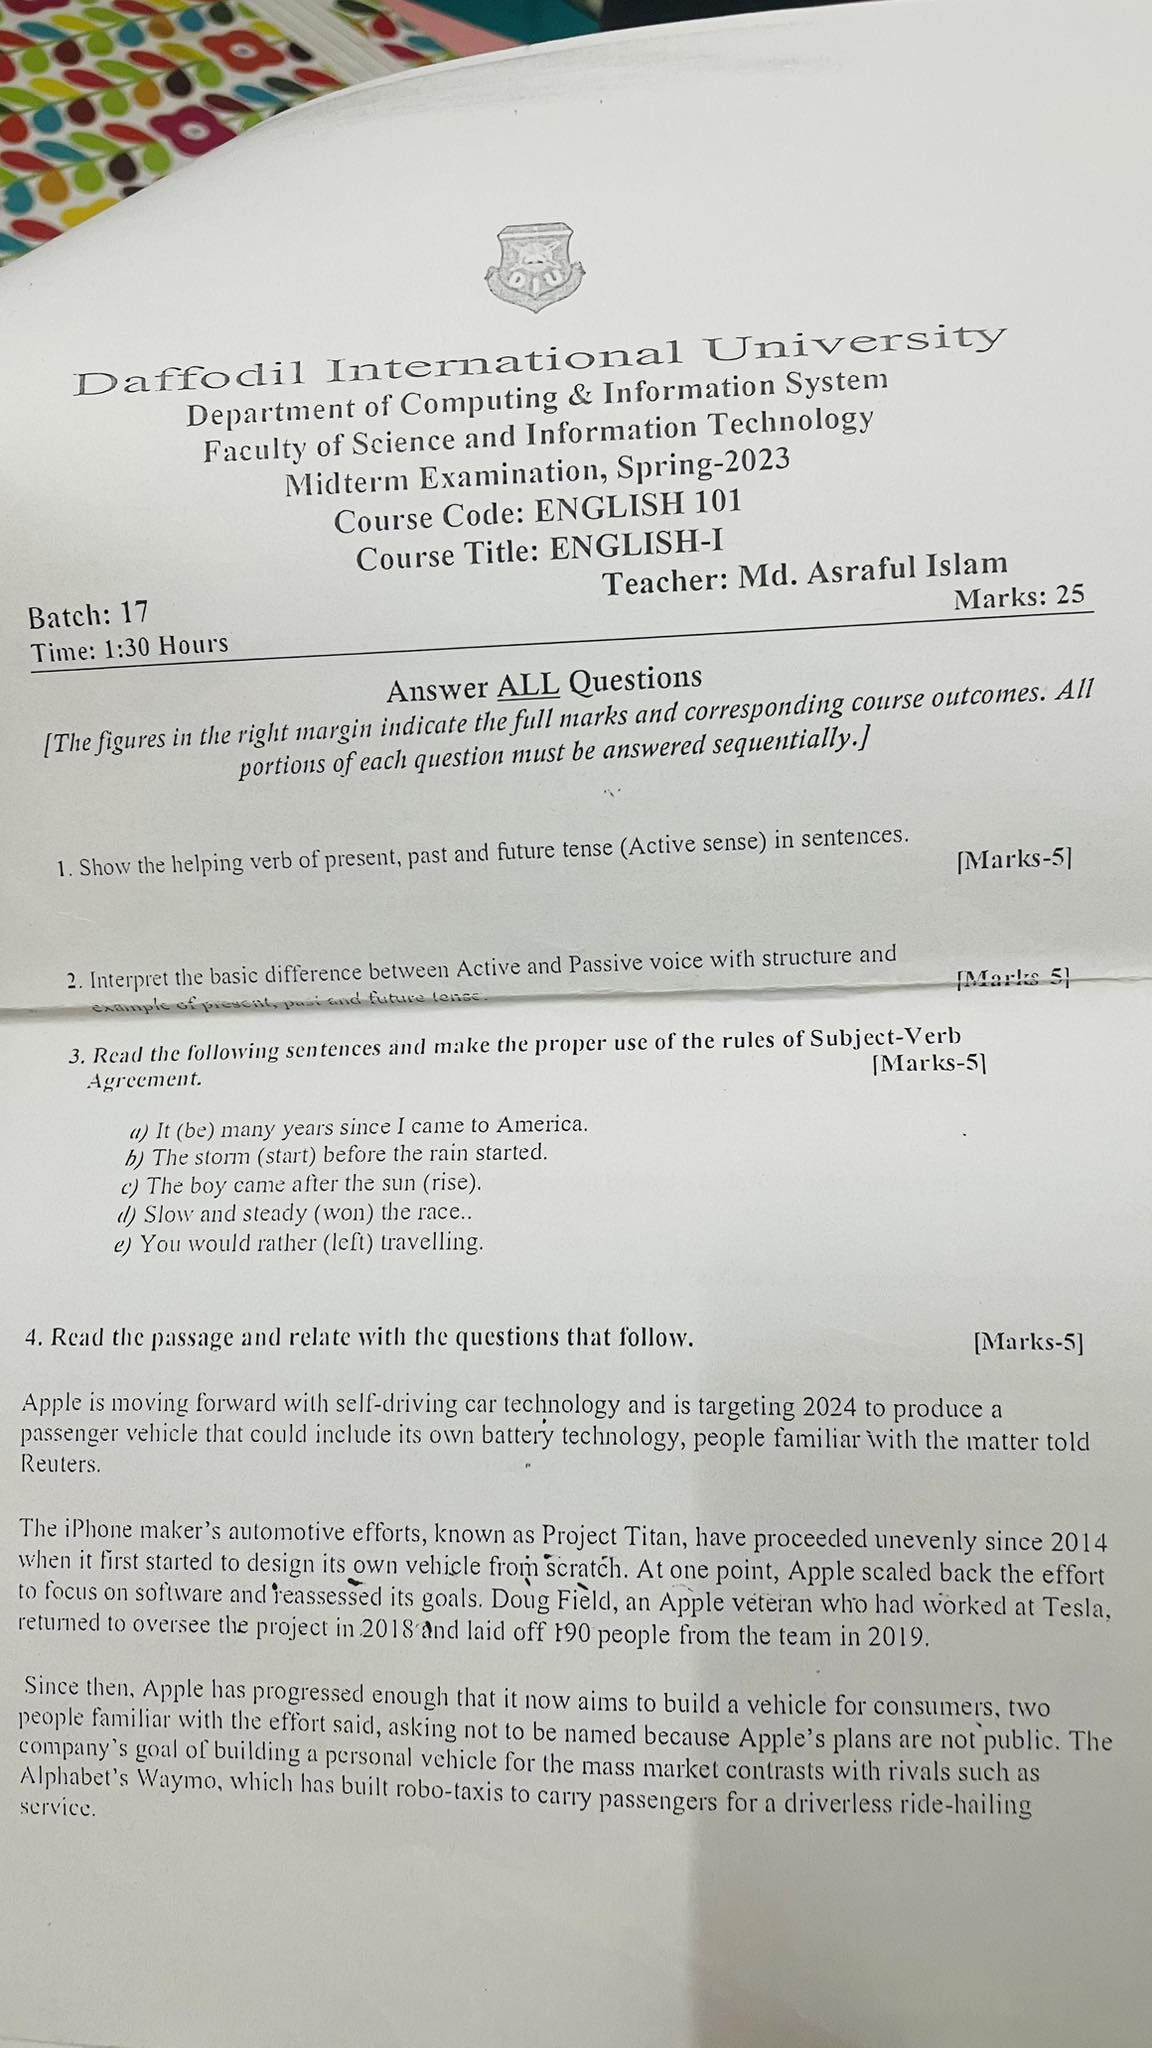 DIU
Daffodil International University
Department of Computing & Information System
Faculty of Science and Information Technology
Midterm Examination, Spring-2023
Course Code: ENGLISH 101
Course Title: ENGLISH-I
Teacher: Md. Asraful Islam
Batch: 17
Marks: 25
Time: 1:30 Hours
Answer ALL Questions
[The figures in the right margin indicate the full marks and corresponding course outcomes. All
portions of each question must be answered sequentially.]
1. Show the helping verb of present, past and future tense (Active sense) in sentences.
[Marks-5]
2. Interpret the basic difference between Active and Passive voice with structure and
[Marks-5]
example of present, past and future tense.
3. Read the following sentences and make the proper use of the rules of Subject-Verb
Agreement.
[Marks-5]
a) It (be) many years since I came to America.
b) The storm (start) before the rain started.
c) The boy came after the sun (rise).
d) Slow and steady (won) the race..
e) You would rather (left) travelling.
4. Read the passage and relate with the questions that follow.
[Marks-5]
Apple is moving forward with self-driving car technology and is targeting 2024 to produce a
passenger vehicle that could include its own battery technology, people familiar with the matter told
Reuters.
The iPhone maker's automotive efforts, known as Project Titan, have proceeded unevenly since 2014
when it first started to design its own vehicle from scratch. At one point, Apple scaled back the effort
to focus on software and reassessed its goals. Doug Field, an Apple veteran who had worked at Tesla,
returned to oversee the project in 2018 and laid off 190 people from the team in 2019.
Since then, Apple has progressed enough that it now aims to build a vehicle for consumers, two
people familiar with the effort said, asking not to be named because Apple's plans are not public. The
company's goal of building a personal vehicle for the mass market contrasts with rivals such as
Alphabet's Waymo, which has built robo-taxis to carry passengers for a driverless ride-hailing
service.